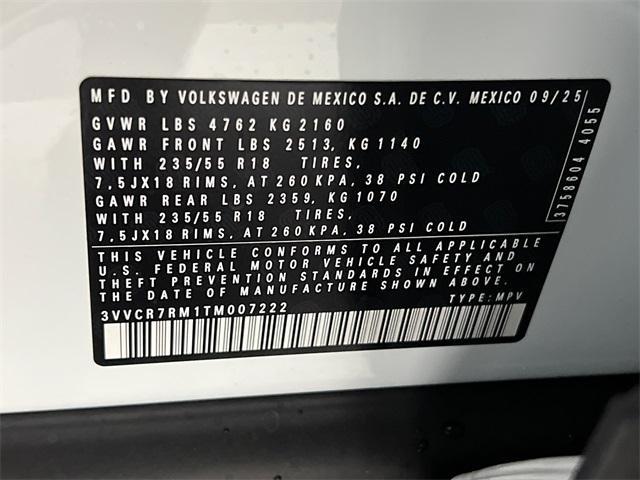 MFD BY VOLKSWAGEN DE MEXICO S.A. DE C.V. MEXICO 09/25
GVWR LBS 4762 KG 2160
GAWR FRONT LBS 2513, KG 1140
WITH 235/55 R18 TIRES,
7,5JX18 RIMS, AT 260 KPA, 38 PSI COLD
GAWR REAR LBS 2359, KG 1070
WITH 235/55 R18 TIRES,
7,5JX18 RIMS, AT 260 KPA, 38 PSI COLD
THIS VEHICLE CONFORMS TO ALL APPLICABLE
U.S. FEDERAL MOTOR VEHICLE SAFETY AND
THEFT PREVENTION STANDARDS IN EFFECT ON
THE DATE OF MANUFACTURE SHOWN ABOVE.
3VVCR7RM1TM007222 TYPE: MPV
3758604 4055